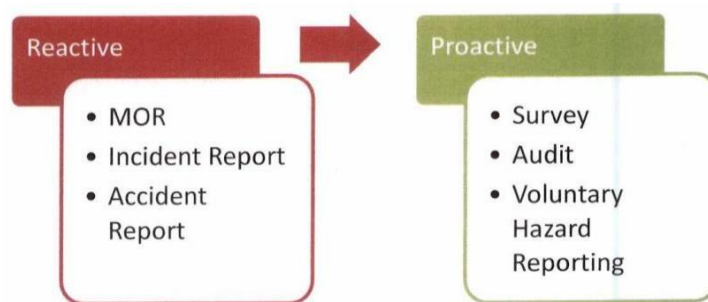 Reactive
• MOR
• Incident Report
• Accident
Report
Proactive
• Survey
• Audit
• Voluntary
Hazard
Reporting